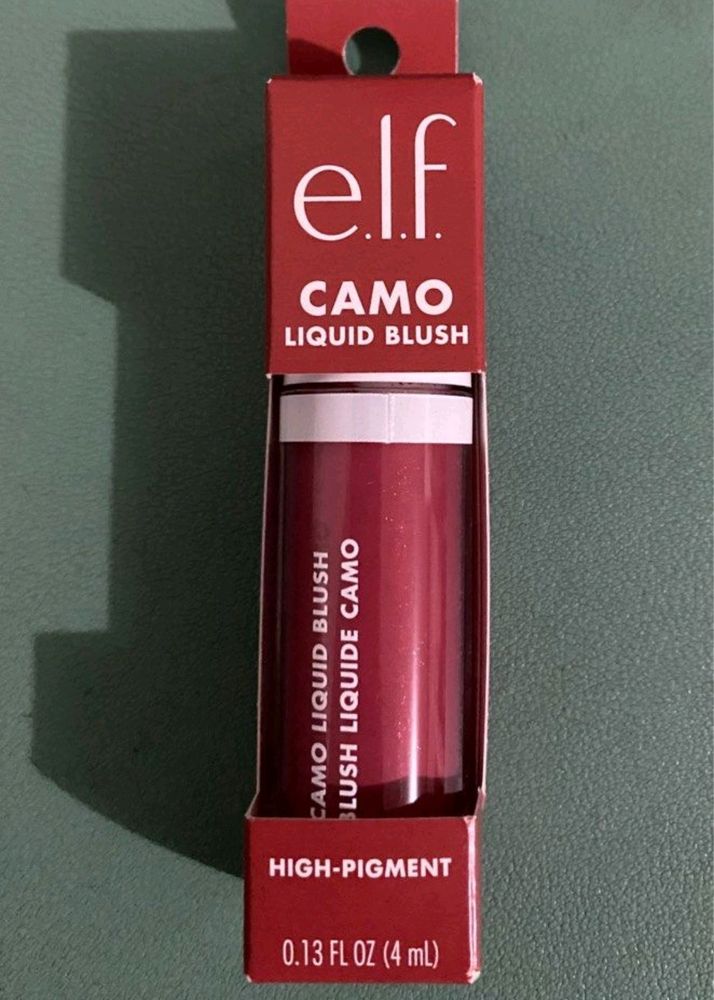 e.l.f.
CAMO
LIQUID BLUSH
CAMO LIQUID BLUSH
BLUSH LIQUIDE CAMO
HIGH-PIGMENT
0.13 FL OZ (4 mL)